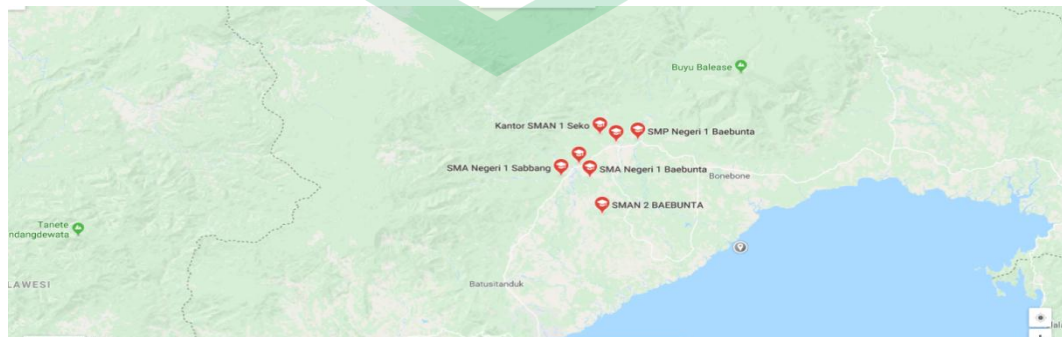 Buyu Balease
Kantor SMAN 1 Seko
SMP Negeri 1 Baebunta
SMA Negeri 1 Sabbang
SMA Negeri 1 Baebunta
Bonebone
SMAN 2 BAEBUNTA
Tanete
ndangdewata
LAWESI
Batusitanduk